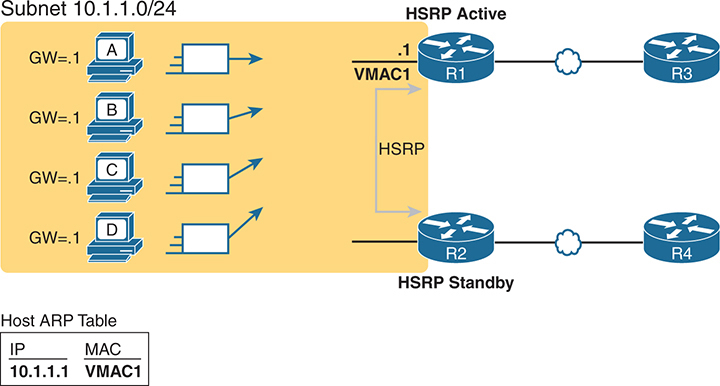 Subnet 10.1.1.0/24
HSRP Active
GW=.1 A
.1
VMAC1
R1
R3
GW=.1 B
HSRP
GW=.1 C
GW=.1 D
R2
R4
HSRP Standby
Host ARP Table
IP MAC
10.1.1.1 VMAC1